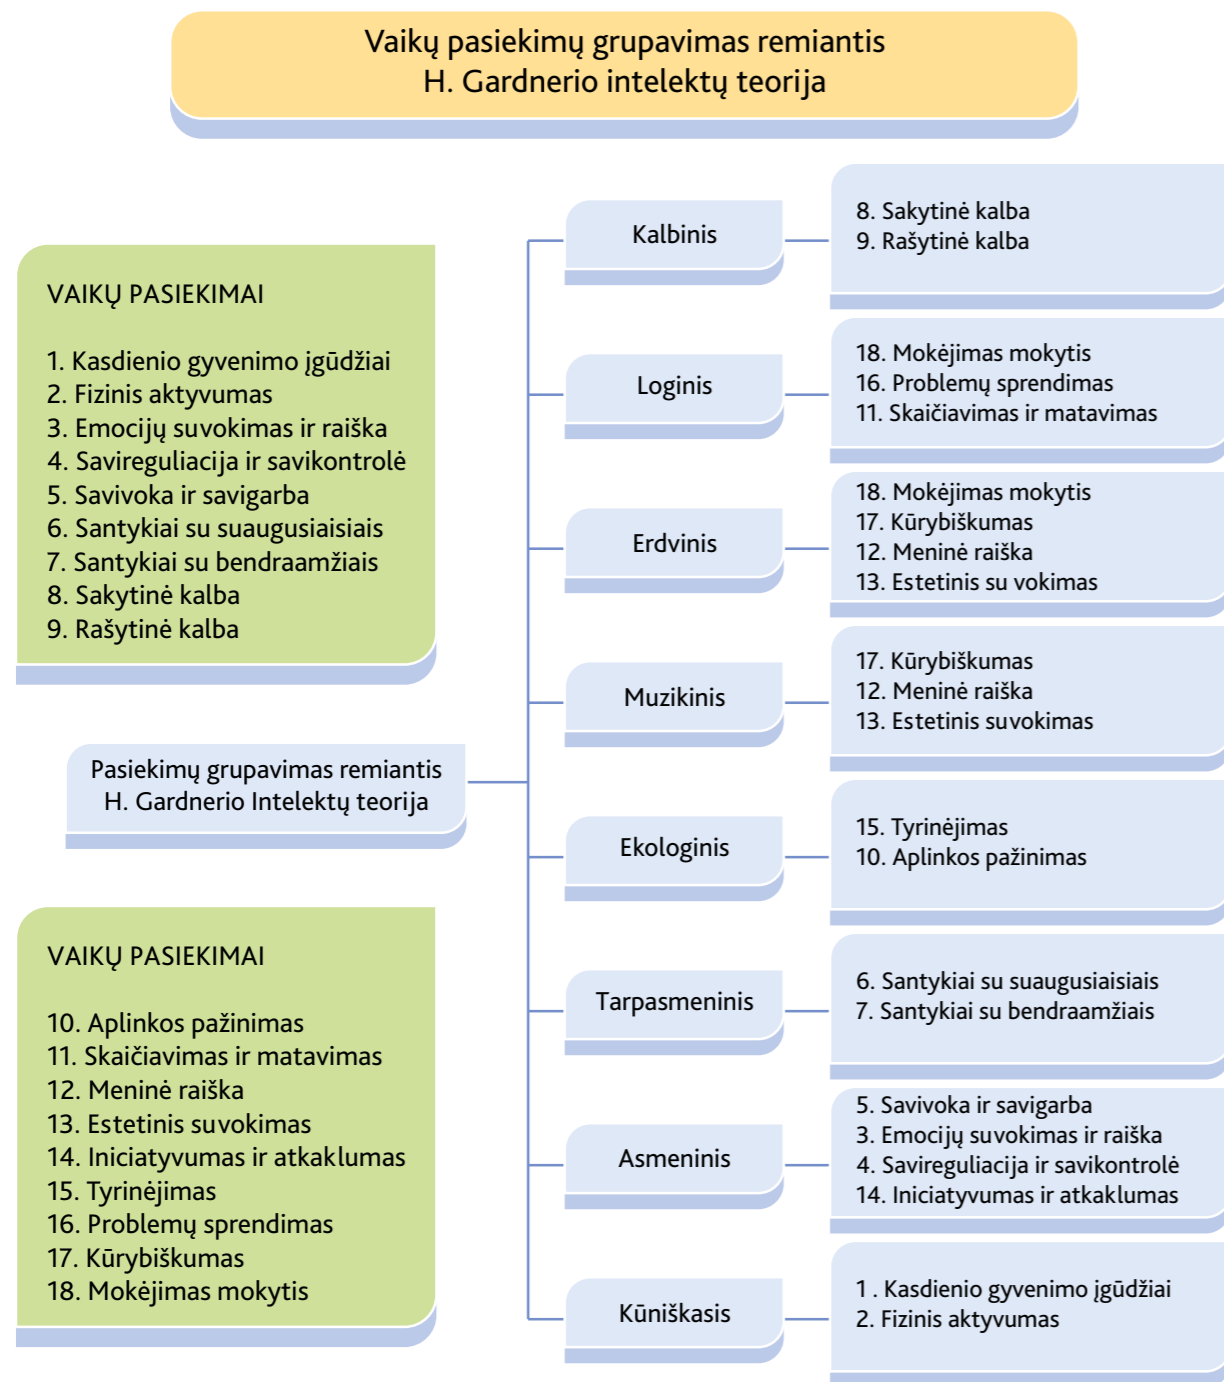 Vaikų pasiekimų grupavimas remiantis
H. Gardnerio intelektų teorija
VAIKŲ PASIEKIMAI
1. Kasdienio gyvenimo įgūdžiai
2. Fizinis aktyvumas
3. Emocijų suvokimas ir raiška
4. Savireguliacija ir savikontrolė
5. Savivoka ir savigarba
6. Santykiai su suaugusiaisiais
7. Santykiai su bendraamžiais
8. Sakytinė kalba
9. Rašytinė kalba
Pasiekimų grupavimas remiantis
H. Gardnerio Intelektų teorija
VAIKŲ PASIEKIMAI
10. Aplinkos pažinimas
11. Skaičiavimas ir matavimas
12. Meninė raiška
13. Estetinis suvokimas
14. Iniciatyvumas ir atkaklumas
15. Tyrinėjimas
16. Problemų sprendimas
17. Kūrybiškumas
18. Mokėjimas mokytis
Kalbinis
8. Sakytinė kalba
9. Rašytinė kalba
Loginis
18. Mokėjimas mokytis
16. Problemų sprendimas
11. Skaičiavimas ir matavimas
Erdvinis
18. Mokėjimas mokytis
17. Kūrybiškumas
12. Meninė raiška
13. Estetinis su vokimas
Muzikinis
17. Kūrybiškumas
12. Meninė raiška
13. Estetinis suvokimas
Ekologinis
15. Tyrinėjimas
10. Aplinkos pažinimas
Tarpasmeninis
6. Santykiai su suaugusiaisiais
7. Santykiai su bendraamžiais
Asmeninis
5. Savivoka ir savigarba
3. Emocijų suvokimas ir raiška
4. Savireguliacija ir savikontrolė
14. Iniciatyvumas ir atkaklumas
Kūniškasis
1 . Kasdienio gyvenimo įgūdžiai
2. Fizinis aktyvumas